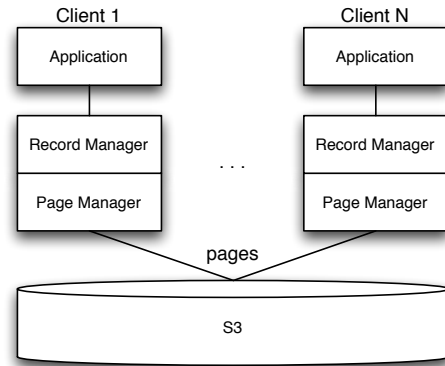 Client 1 Client N
Application Application
Record Manager Record Manager
. . .
Page Manager Page Manager
pages
S3